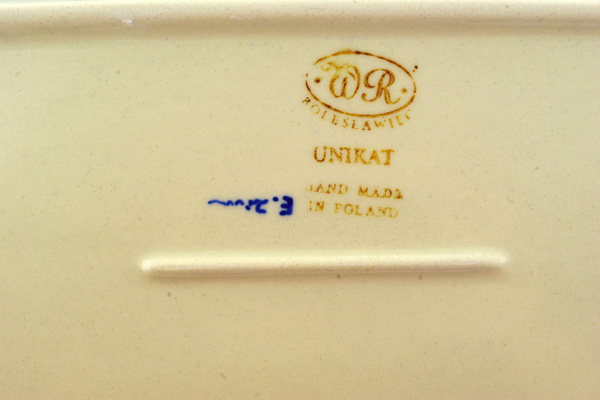 WR
BOLESLAWIEC
UNIKAT
HAND MADE
IN POLAND